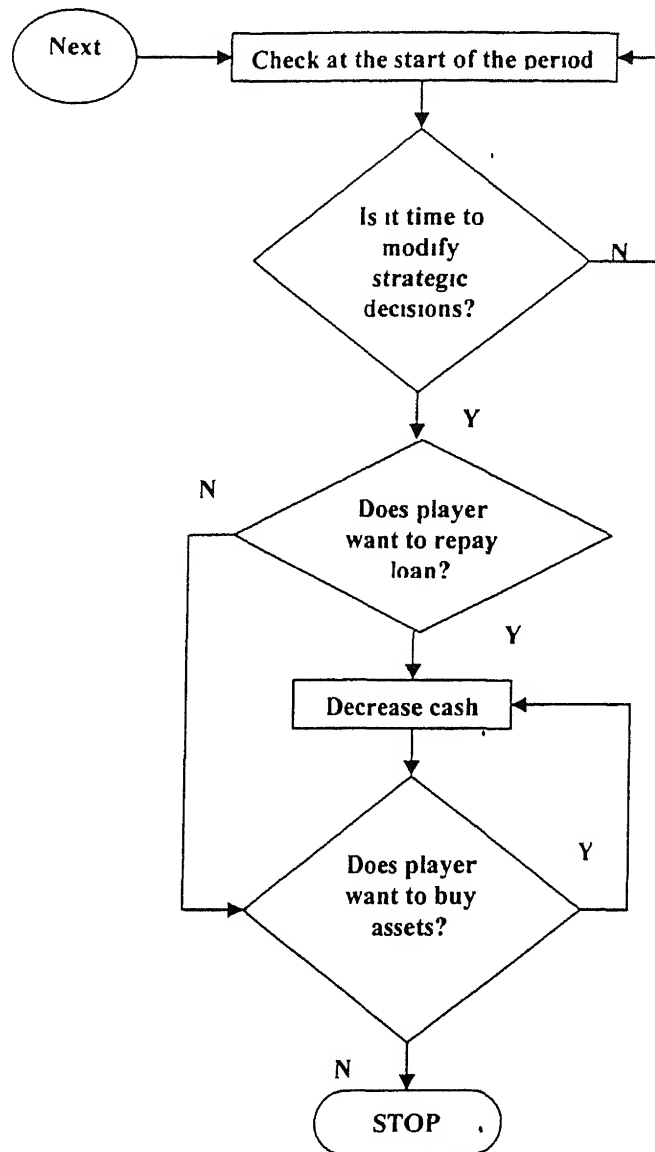 Next
Check at the start of the period
Is it time to
modify
strategic
decisions?
N
Y
N
Does player
want to repay
loan?
Y
Decrease cash
Does player
want to buy
assets?
Y
N
STOP